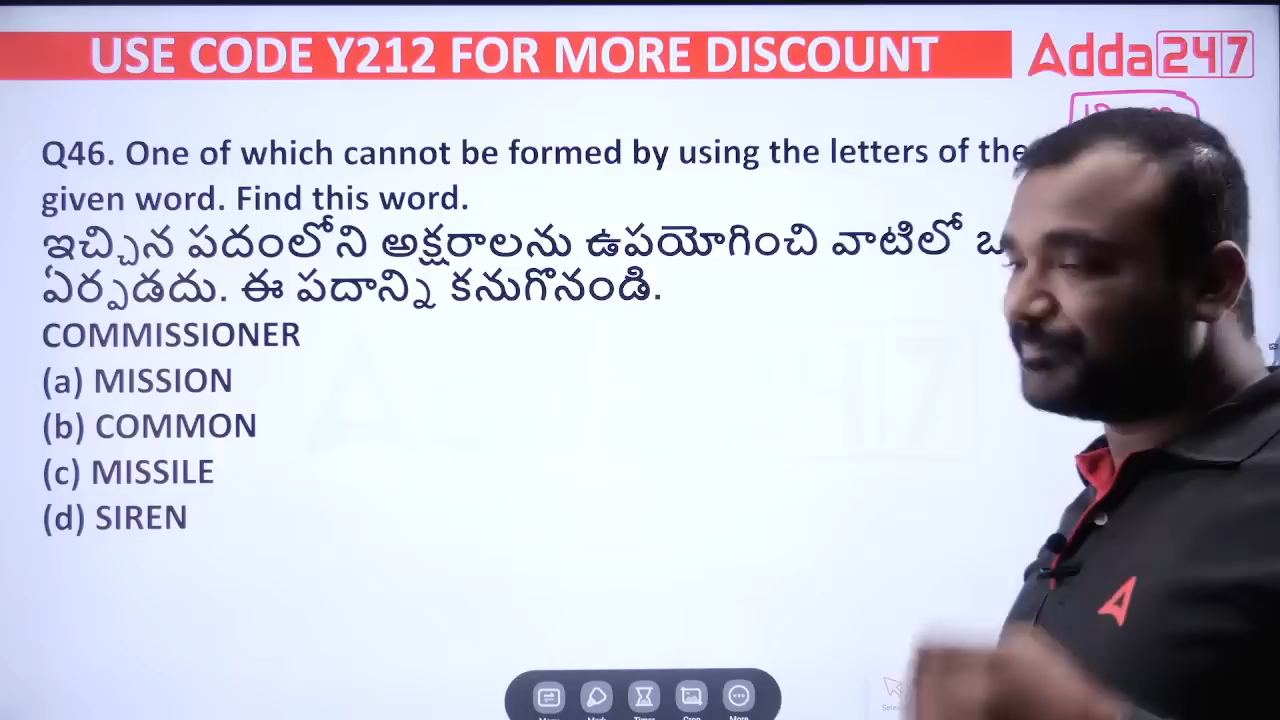 USE CODE Y212 FOR MORE DISCOUNT
Adda247
Q46. One of which cannot be formed by using the letters of the
given word. Find this word.
ఇచ్చిన పదంలోని అక్షరాలను ఉపయోగించి వాటిలో
ఏర్పడదు. ఈ పదాన్ని కనుగొనండి.
COMMISSIONER
(a) MISSION
(b) COMMON
(c) MISSILE
(d) SIREN
More